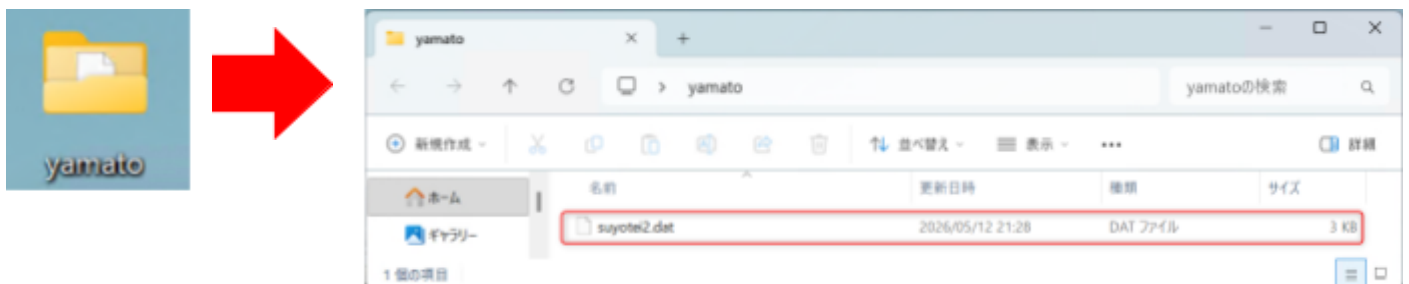 yamato
yamato
yamato
yamatoの検索
新規作成
並べ替え
表示
詳細
ホーム
ギャラリー
名前 更新日時 種類 サイズ
suyotei2.dat 2026/05/12 21:28 DAT ファイル 3 KB
1 個の項目